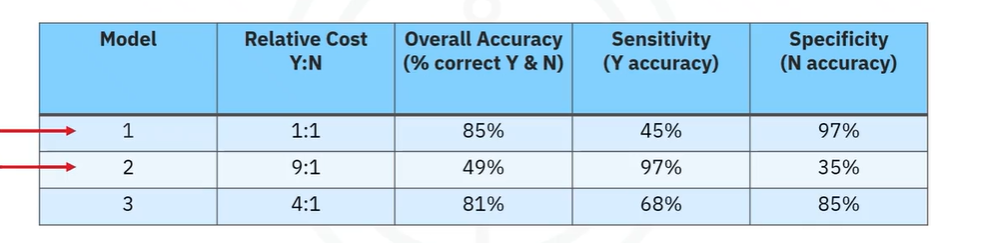 Model Relative Cost Overall Accuracy Sensitivity Specificity
Y:N (% correct Y & N) (Y accuracy) (N accuracy)
1 1:1 85% 45% 97%
2 9:1 49% 97% 35%
3 4:1 81% 68% 85%